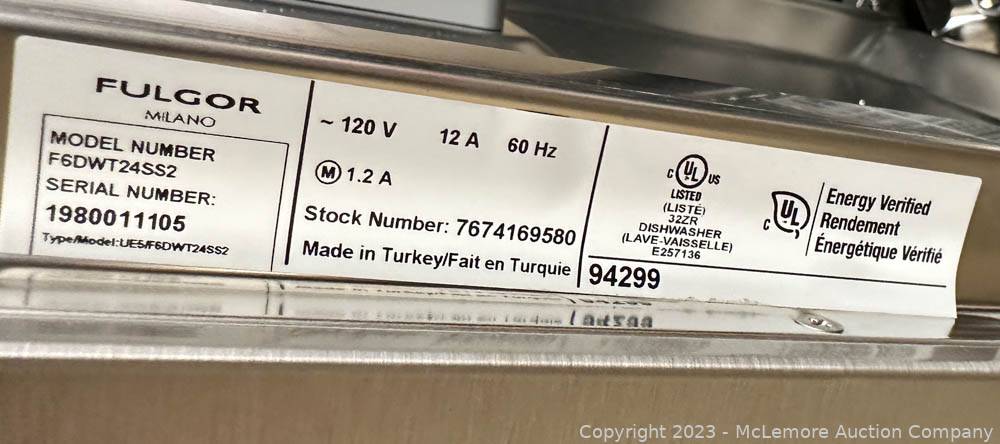 FULGOR
MILANO
MODEL NUMBER
F6DWT24SS2
SERIAL NUMBER:
1980011105
Type/Model:UE5/F6DWT24SS2
~ 120 V 12 A 60 Hz
M 1.2 A
Stock Number: 7674169580
Made in Turkey/Fait en Turquie
C UL US
LISTED
(LISTÉ)
32ZR
DISHWASHER
(LAVE-VAISSELLE)
E257136
C UL
Energy Verified
Rendement
Énergétique Vérifié
94299
Copyright 2023 - McLemore Auction Company